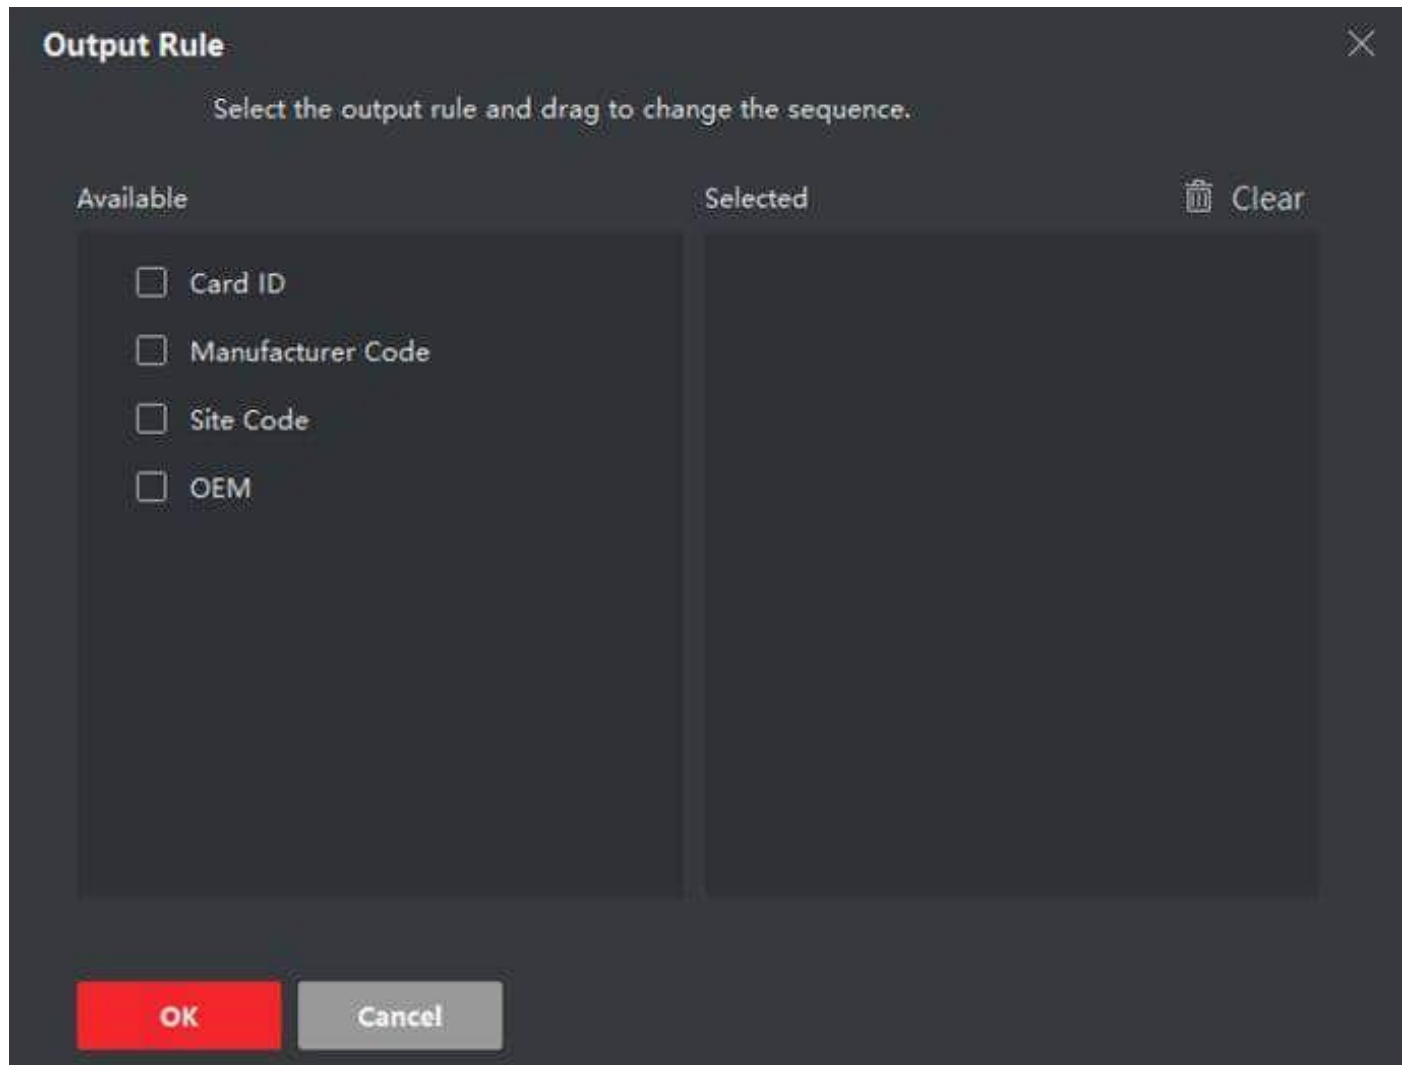 Output Rule
Select the output rule and drag to change the sequence.
Available
Selected
Clear
Card ID
Manufacturer Code
Site Code
OEM
OK
Cancel